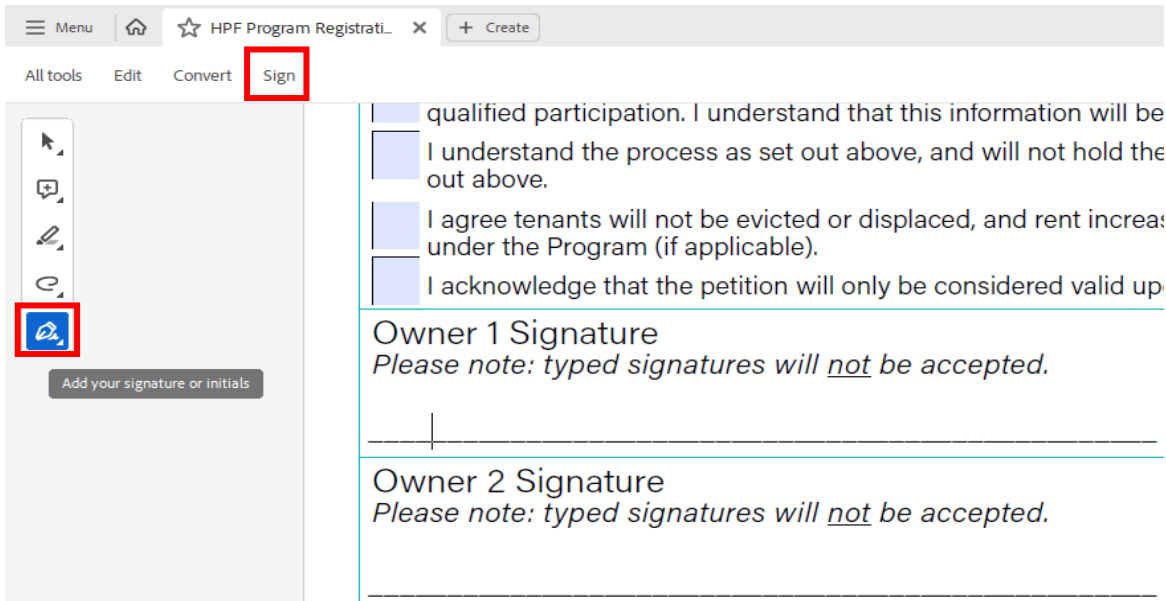 Menu HPF Program Registrati... + Create
All tools Edit Convert Sign
qualified participation. I understand that this information will be
I understand the process as set out above, and will not hold the
out above.
I agree tenants will not be evicted or displaced, and rent increas
under the Program (if applicable).
I acknowledge that the petition will only be considered valid up
Owner 1 Signature
Please note: typed signatures will not be accepted.
Add your signature or initials
Owner 2 Signature
Please note: typed signatures will not be accepted.